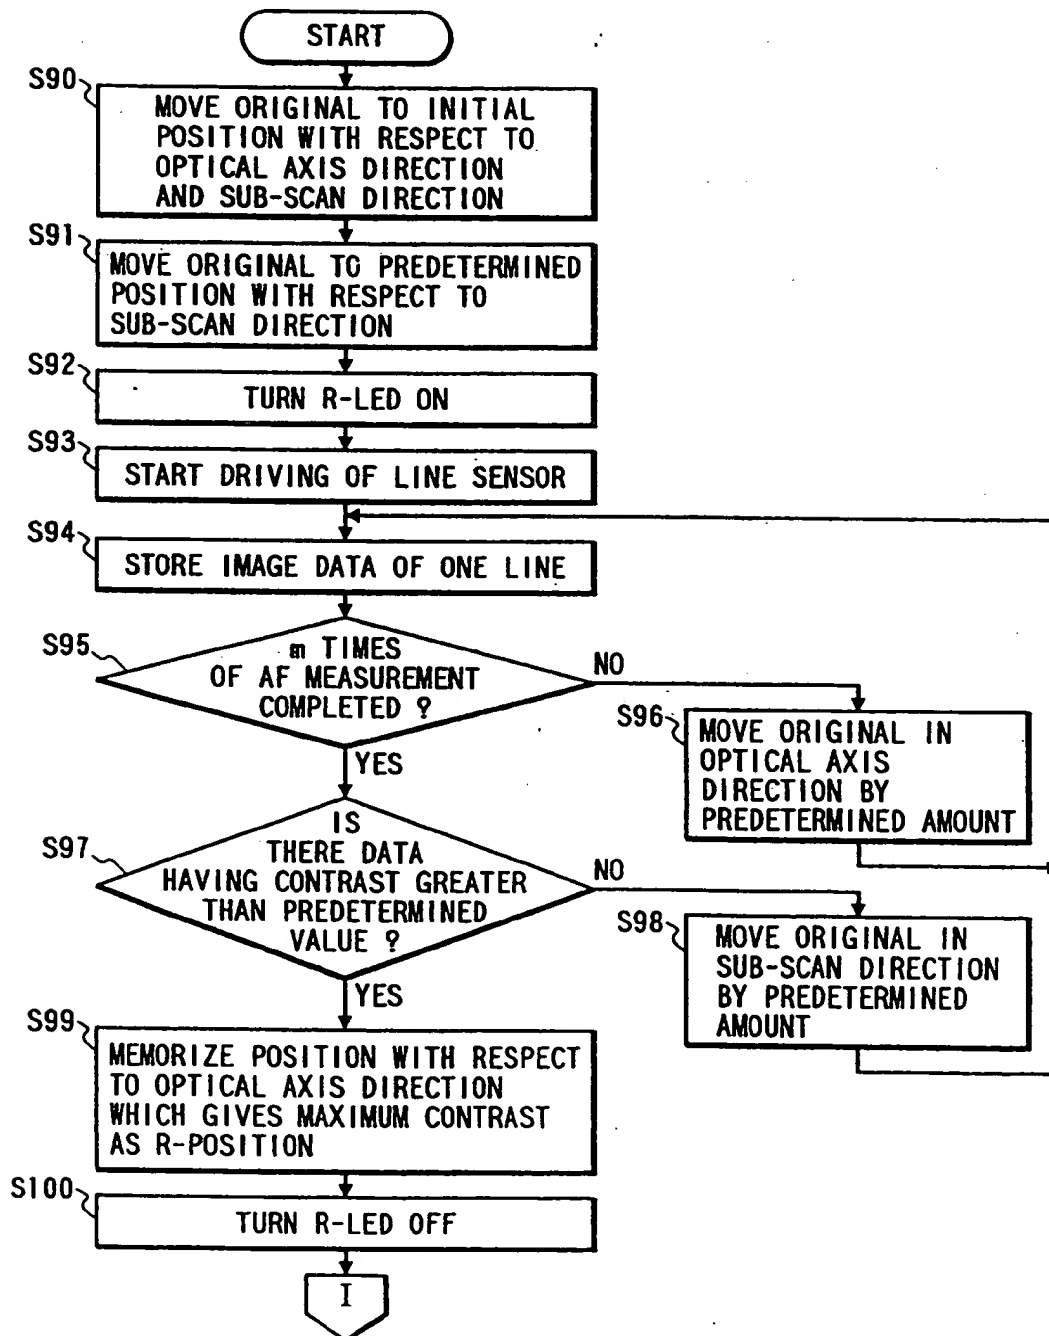 START
S90
MOVE ORIGINAL TO INITIAL
POSITION WITH RESPECT TO
OPTICAL AXIS DIRECTION
AND SUB-SCAN DIRECTION
S91
MOVE ORIGINAL TO PREDETERMINED
POSITION WITH RESPECT TO
SUB-SCAN DIRECTION
S92
TURN R-LED ON
S93
START DRIVING OF LINE SENSOR
S94
STORE IMAGE DATA OF ONE LINE
S95
m TIMES
OF AF MEASUREMENT
COMPLETED ?
NO
YES
S96
MOVE ORIGINAL IN
OPTICAL AXIS
DIRECTION BY
PREDETERMINED AMOUNT
S97
IS
THERE DATA
HAVING CONTRAST GREATER
THAN PREDETERMINED
VALUE ?
NO
YES
S98
MOVE ORIGINAL IN
SUB-SCAN DIRECTION
BY PREDETERMINED
AMOUNT
S99
MEMORIZE POSITION WITH RESPECT
TO OPTICAL AXIS DIRECTION
WHICH GIVES MAXIMUM CONTRAST
AS R-POSITION
S100
TURN R-LED OFF
I